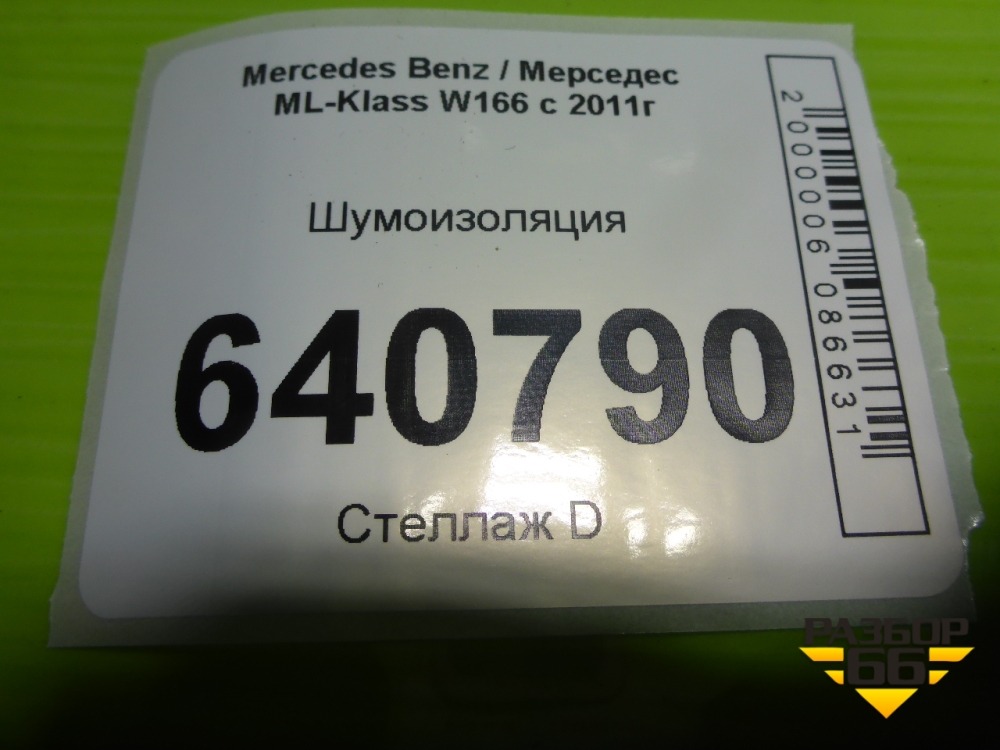 Mercedes Benz / Мерседес
ML-Klass W166 с 2011г
Шумоизоляция
640790
Стеллаж D
2000006086631
РАЗБОР
66